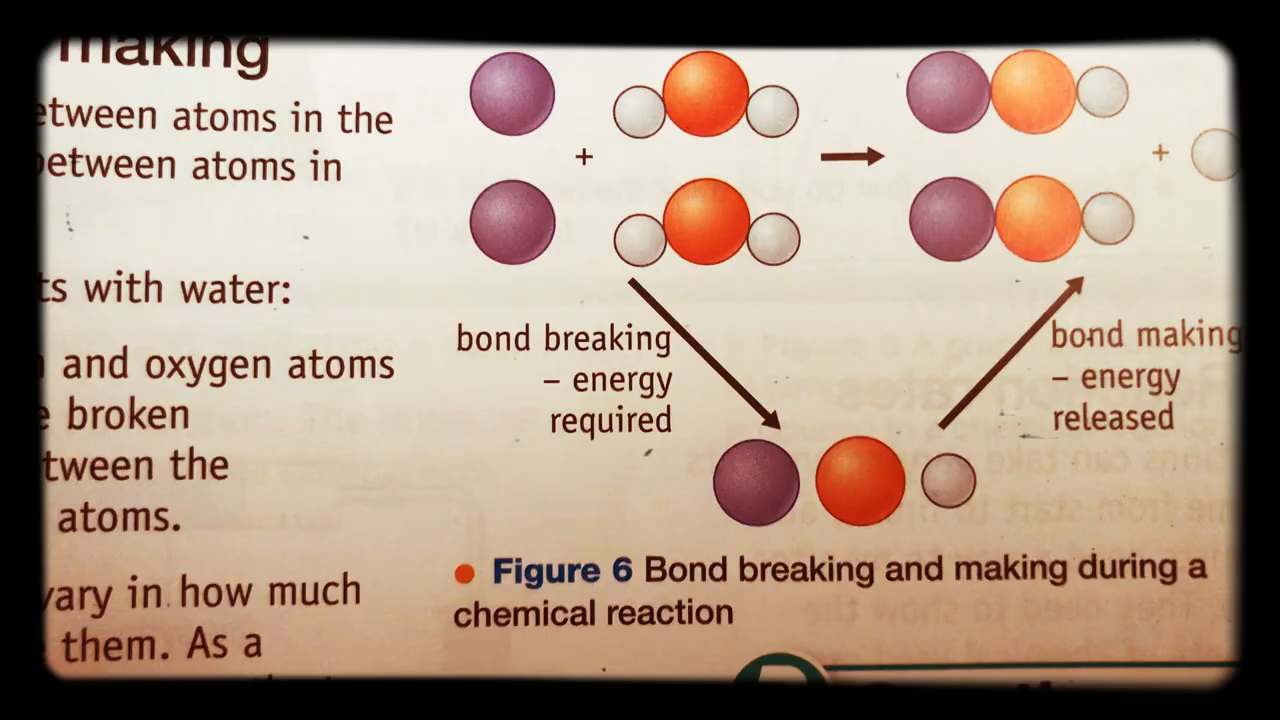 making
etween atoms in the
between atoms in
ts with water:
and oxygen atoms
broken
tween the
atoms.
vary in how much
them. As a
+
+
bond breaking
– energy
required
bond making
– energy
released
Figure 6 Bond breaking and making during a
chemical reaction